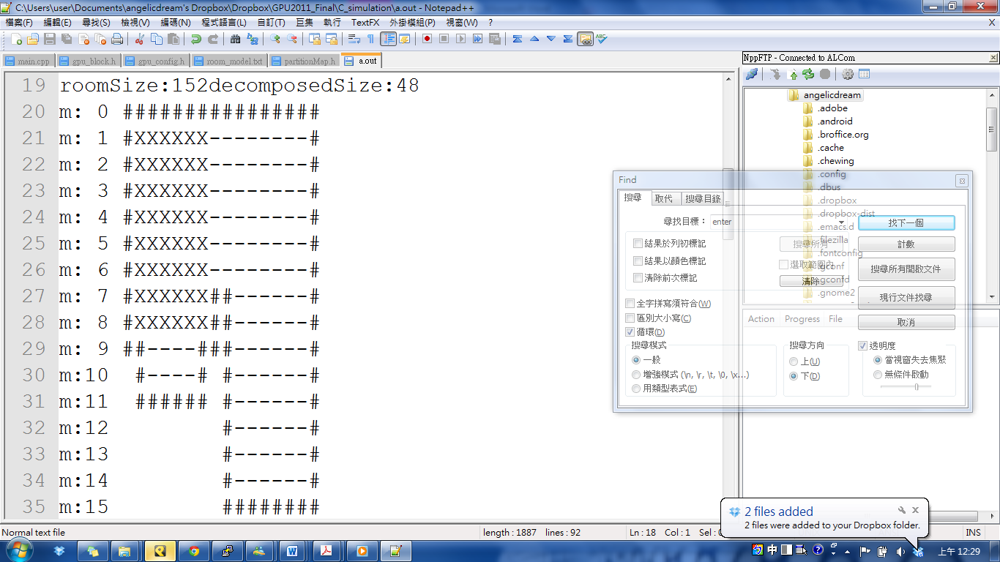 C:\Users\user\Documents\angelicdream's Dropbox\Dropbox\GPU2011_Final\C_simulation\a.out - Notepad++
檔案(F) 編輯(E) 尋找(S) 檢視(V) 編碼(N) 程式語言(L) 自訂(T) 巨集 執行 TextFX 外掛模組(P) 視窗(W) ? X
main.cpp gpu_block.h gpu_config.h room_model.txt partitionMap.h a.out
19 roomSize:152decomposedSize:48
20 m: 0 ################
21 m: 1 #XXXXXX--------#
22 m: 2 #XXXXXX--------#
23 m: 3 #XXXXXX--------#
24 m: 4 #XXXXXX--------#
25 m: 5 #XXXXXX--------#
26 m: 6 #XXXXXX--------#
27 m: 7 #XXXXXX##------#
28 m: 8 #XXXXXX##------#
29 m: 9 ##----###------#
30 m:10  #----# #------#
31 m:11  ###### #------#
32 m:12         #------#
33 m:13         #------#
34 m:14         #------#
35 m:15         ########
NppFTP - Connected to ALCom
angelicdream
.adobe
.android
.broffice.org
.cache
.chewing
.config
.dbus
.dropbox
.dropbox-dist
.emacs.d
.filezilla
.fontconfig
.gconf
.gconfd
.gnome2
Action Progress File
Find
搜尋 取代 搜尋目錄
尋找目標： enter
找下一個
結果於列初標記
搜尋所有
計數
結果以顏色標記
選取範圍內
搜尋所有開啟文件
清除前次標記
清除
現行文件找尋
全字拼寫須符合(W)
區別大小寫(C)
取消
循環(D)
搜尋模式
一般
增強模式 (\n, \r, \t, \0, \x...)
用類型表式(E)
搜尋方向
上(U)
下(D)
透明度
當視窗失去焦聚
無條件啟動
2 files added
2 files were added to your Dropbox folder.
Normal text file length : 1887 lines : 92 Ln : 18 Col : 1 Sel : INS
中
上午 12:29